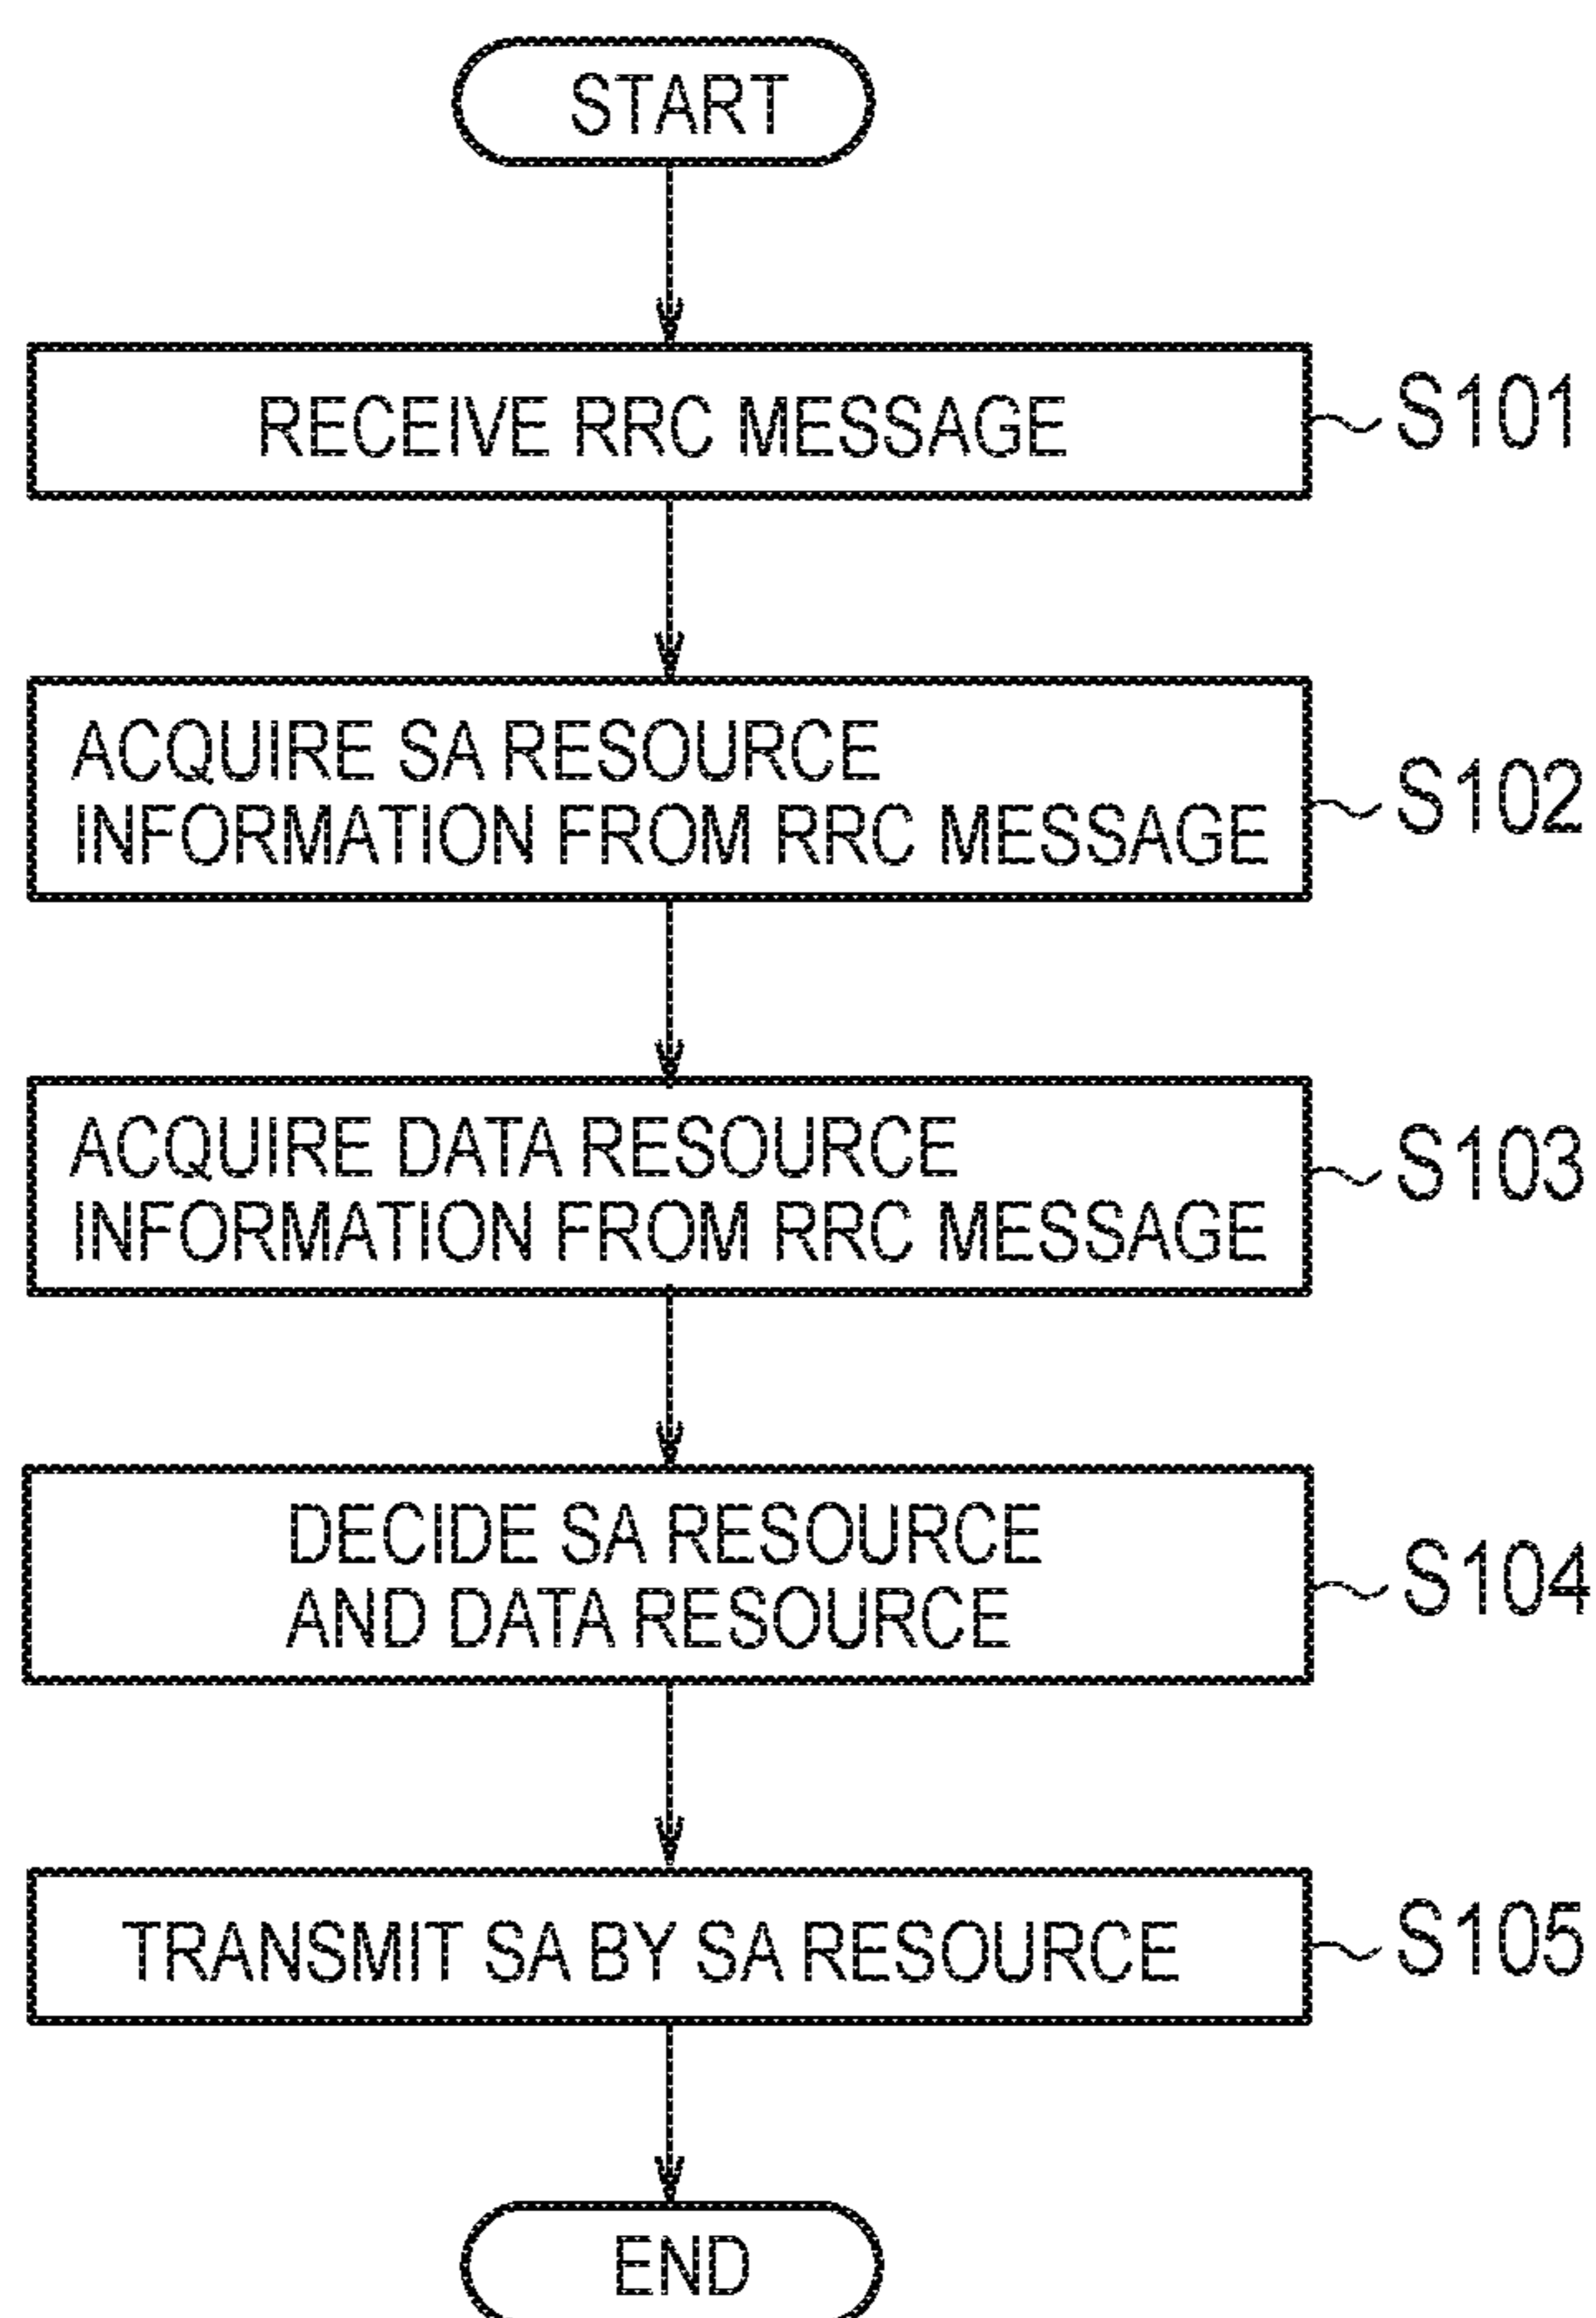 START
RECEIVE RRC MESSAGE
S101
ACQUIRE SA RESOURCE
INFORMATION FROM RRC MESSAGE
S102
ACQUIRE DATA RESOURCE
INFORMATION FROM RRC MESSAGE
S103
DECIDE SA RESOURCE
AND DATA RESOURCE
S104
TRANSMIT SA BY SA RESOURCE
S105
END